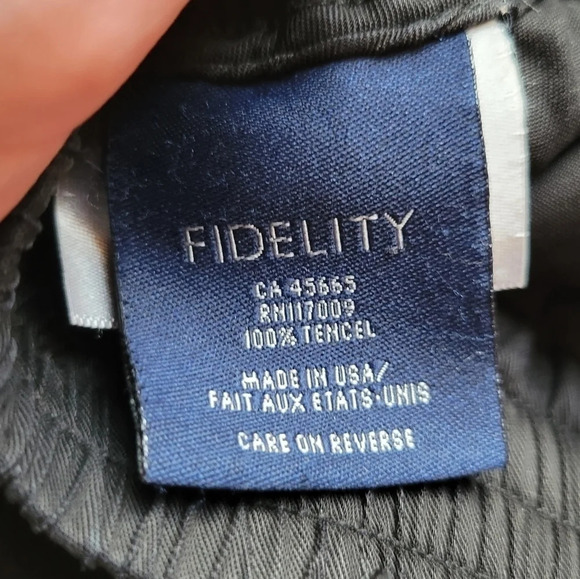 FIDELITY
CA 45665
RN117009
100% TENCEL
MADE IN USA/
FAIT AUX ETATS-UNIS
CARE ON REVERSE